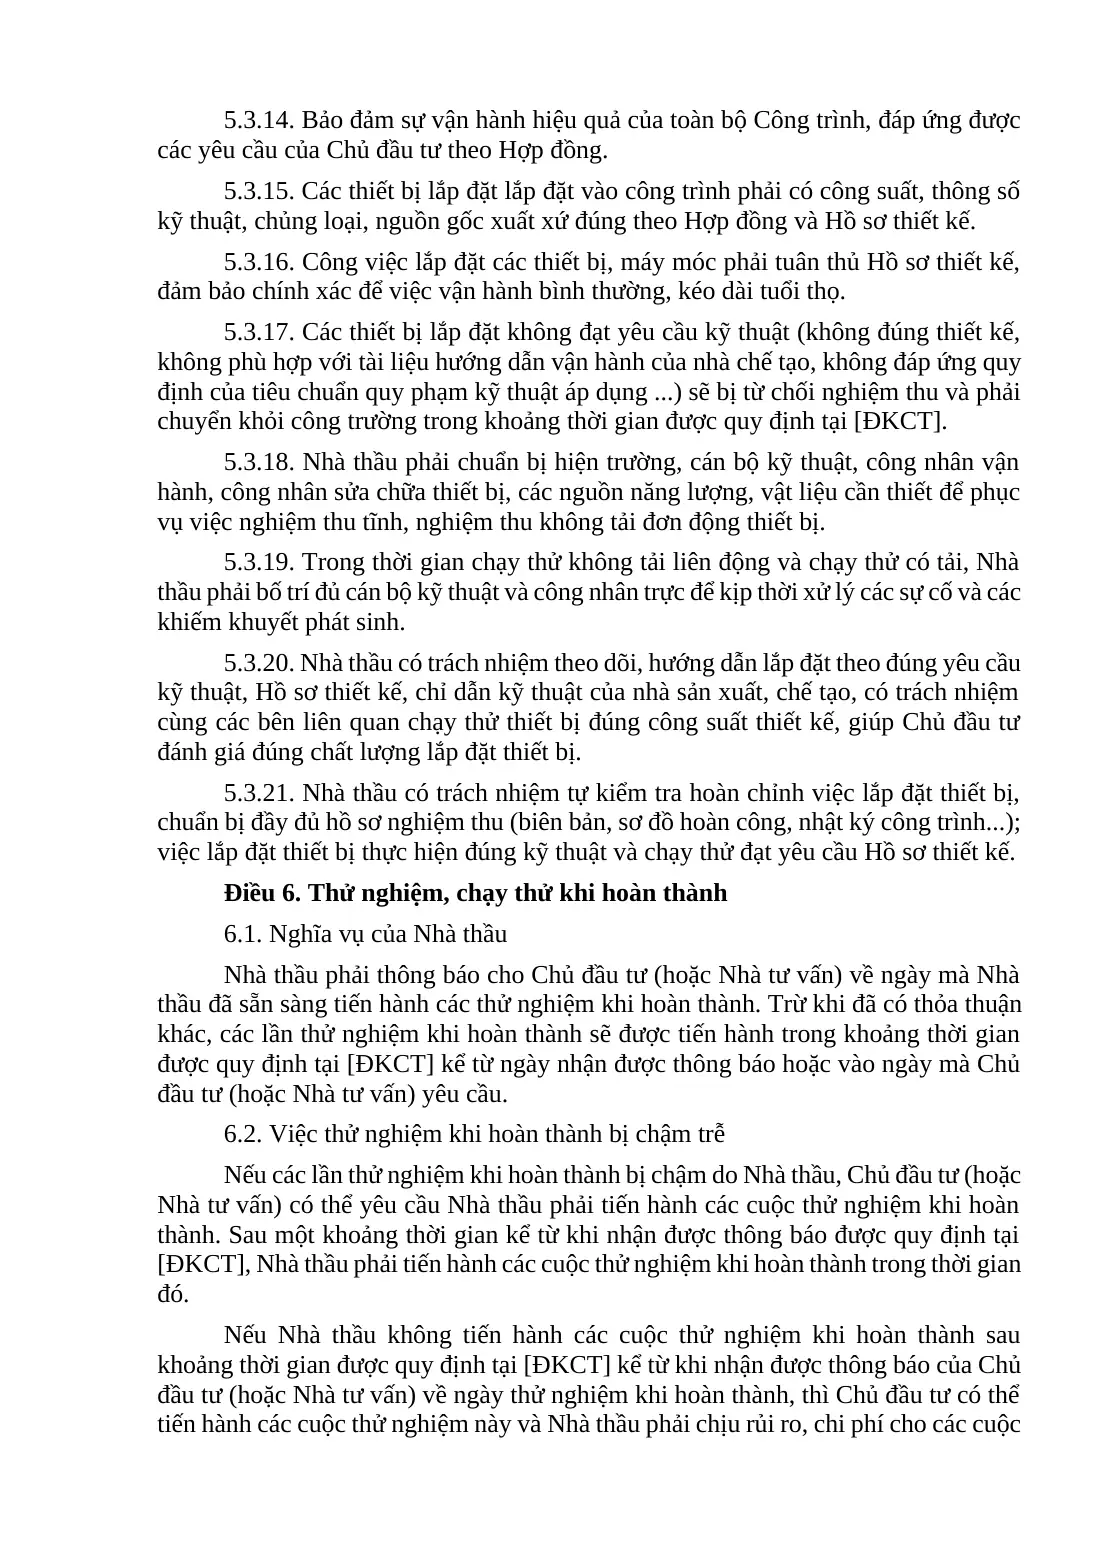 5.3.14. Bảo đảm sự vận hành hiệu quả của toàn bộ Công trình, đáp ứng được
các yêu cầu của Chủ đầu tư theo Hợp đồng.
5.3.15. Các thiết bị lắp đặt lắp đặt vào công trình phải có công suất, thông số
kỹ thuật, chủng loại, nguồn gốc xuất xứ đúng theo Hợp đồng và Hồ sơ thiết kế.
5.3.16. Công việc lắp đặt các thiết bị, máy móc phải tuân thủ Hồ sơ thiết kế,
đảm bảo chính xác để việc vận hành bình thường, kéo dài tuổi thọ.
5.3.17. Các thiết bị lắp đặt không đạt yêu cầu kỹ thuật (không đúng thiết kế,
không phù hợp với tài liệu hướng dẫn vận hành của nhà chế tạo, không đáp ứng quy
định của tiêu chuẩn quy phạm kỹ thuật áp dụng ...) sẽ bị từ chối nghiệm thu và phải
chuyển khỏi công trường trong khoảng thời gian được quy định tại [ĐKCT].
5.3.18. Nhà thầu phải chuẩn bị hiện trường, cán bộ kỹ thuật, công nhân vận
hành, công nhân sửa chữa thiết bị, các nguồn năng lượng, vật liệu cần thiết để phục
vụ việc nghiệm thu tĩnh, nghiệm thu không tải đơn động thiết bị.
5.3.19. Trong thời gian chạy thử không tải liên động và chạy thử có tải, Nhà
thầu phải bố trí đủ cán bộ kỹ thuật và công nhân trực để kịp thời xử lý các sự cố và các
khiếm khuyết phát sinh.
5.3.20. Nhà thầu có trách nhiệm theo dõi, hướng dẫn lắp đặt theo đúng yêu cầu
kỹ thuật, Hồ sơ thiết kế, chỉ dẫn kỹ thuật của nhà sản xuất, chế tạo, có trách nhiệm
cùng các bên liên quan chạy thử thiết bị đúng công suất thiết kế, giúp Chủ đầu tư
đánh giá đúng chất lượng lắp đặt thiết bị.
5.3.21. Nhà thầu có trách nhiệm tự kiểm tra hoàn chỉnh việc lắp đặt thiết bị,
chuẩn bị đầy đủ hồ sơ nghiệm thu (biên bản, sơ đồ hoàn công, nhật ký công trình...);
việc lắp đặt thiết bị thực hiện đúng kỹ thuật và chạy thử đạt yêu cầu Hồ sơ thiết kế.
Điều 6. Thử nghiệm, chạy thử khi hoàn thành
6.1. Nghĩa vụ của Nhà thầu
Nhà thầu phải thông báo cho Chủ đầu tư (hoặc Nhà tư vấn) về ngày mà Nhà
thầu đã sẵn sàng tiến hành các thử nghiệm khi hoàn thành. Trừ khi đã có thỏa thuận
khác, các lần thử nghiệm khi hoàn thành sẽ được tiến hành trong khoảng thời gian
được quy định tại [ĐKCT] kể từ ngày nhận được thông báo hoặc vào ngày mà Chủ
đầu tư (hoặc Nhà tư vấn) yêu cầu.
6.2. Việc thử nghiệm khi hoàn thành bị chậm trễ
Nếu các lần thử nghiệm khi hoàn thành bị chậm do Nhà thầu, Chủ đầu tư (hoặc
Nhà tư vấn) có thể yêu cầu Nhà thầu phải tiến hành các cuộc thử nghiệm khi hoàn
thành. Sau một khoảng thời gian kể từ khi nhận được thông báo được quy định tại
[ĐKCT], Nhà thầu phải tiến hành các cuộc thử nghiệm khi hoàn thành trong thời gian
đó.
Nếu Nhà thầu không tiến hành các cuộc thử nghiệm khi hoàn thành sau
khoảng thời gian được quy định tại [ĐKCT] kể từ khi nhận được thông báo của Chủ
đầu tư (hoặc Nhà tư vấn) về ngày thử nghiệm khi hoàn thành, thì Chủ đầu tư có thể
tiến hành các cuộc thử nghiệm này và Nhà thầu phải chịu rủi ro, chi phí cho các cuộc